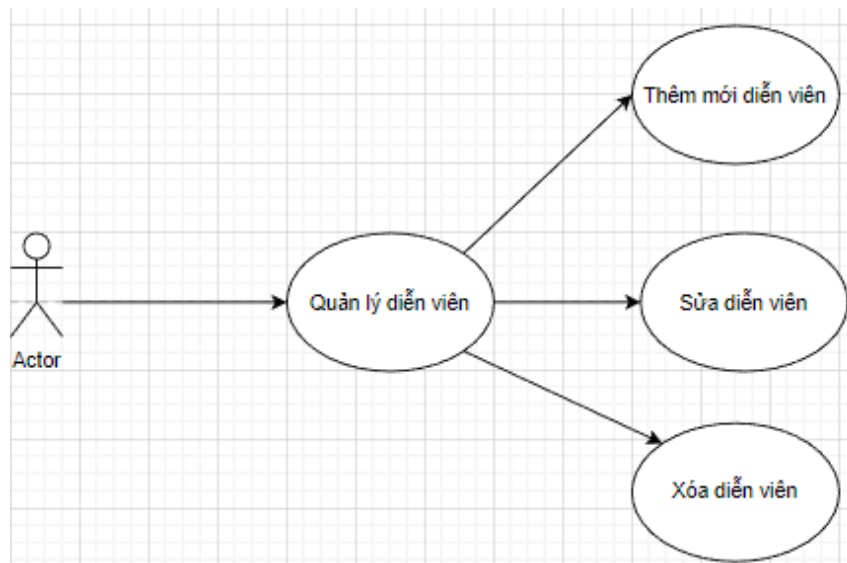 Thêm mới diễn viên
Quản lý diễn viên
Sửa diễn viên
Actor
Xóa diễn viên